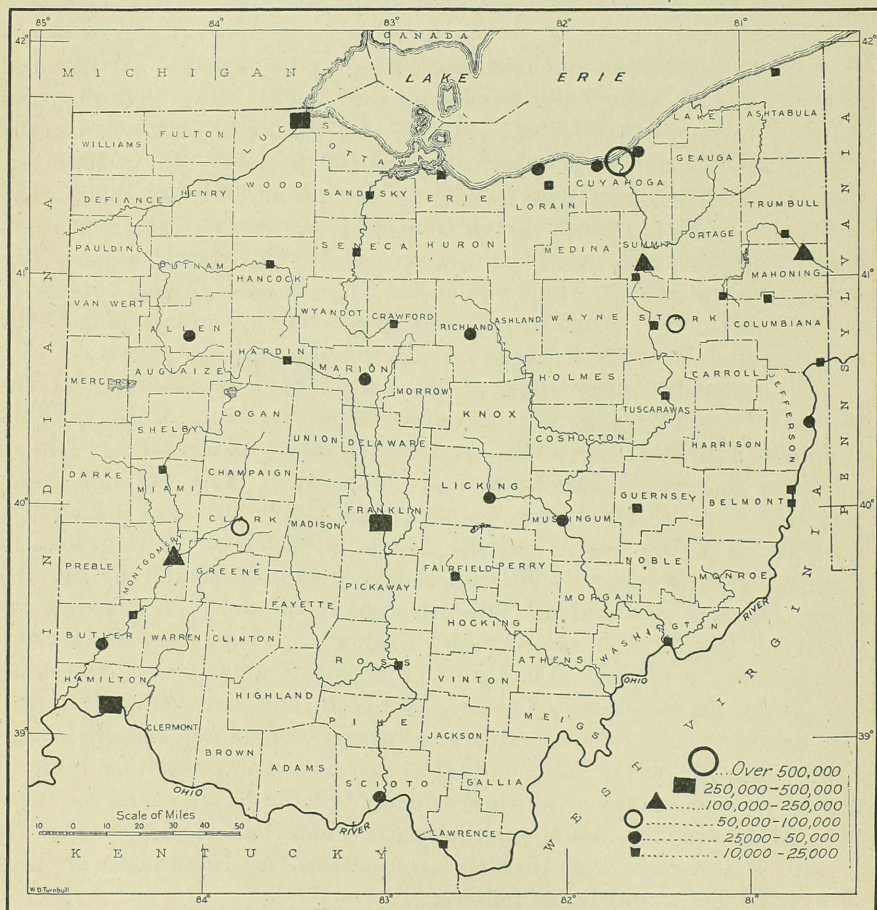 85°
84°
83°
82°
81°
42°
CANADA
42°
MICHIGAN
LAKE ERIE
LUCAS
FULTON
WILLIAMS
OTTAWA
LAKE
ASHTABULA
GEAUGA
DEFIANCE
HENRY
WOOD
SANDUSKY
ERIE
LORAIN
CUYAHOGA
TRUMBULL
PAULDING
PUTNAM
SENECA
HURON
MEDINA
SUMMIT
PORTAGE
MAHONING
41°
41°
VAN WERT
HANCOCK
WYANDOT
CRAWFORD
RICHLAND
ASHLAND
WAYNE
STARK
COLUMBIANA
ALLEN
HARDIN
MARION
MERCER
AUGLAIZE
MORROW
HOLMES
CARROLL
JEFFERSON
LOGAN
UNION
DELAWARE
KNOX
COSHOCTON
TUSCARAWAS
HARRISON
SHELBY
DARKE
MIAMI
CHAMPAIGN
LICKING
GUERNSEY
BELMONT
40°
40°
CLARK
MADISON
FRANKLIN
MUSKINGUM
NOBLE
MONROE
PREBLE
MONTGOMERY
GREENE
FAYETTE
PICKAWAY
FAIRFIELD
PERRY
MORGAN
WASHINGTON
BUTLER
WARREN
CLINTON
ROSS
HOCKING
ATHENS
HAMILTON
CLERMONT
HIGHLAND
VINTON
MEIGS
39°
39°
BROWN
ADAMS
PIKE
JACKSON
SCIOTO
GALLIA
LAWRENCE
INDIANA
PENNSYLVANIA
WEST VIRGINIA
OHIO
RIVER
OHIO
RIVER
KENTUCKY
Over 500,000
250,000-500,000
100,000-250,000
50,000-100,000
25,000-50,000
10,000-25,000
Scale of Miles
10 0 10 20 30 40 50
W.D.Turnbull
84°
83°
82°
81°